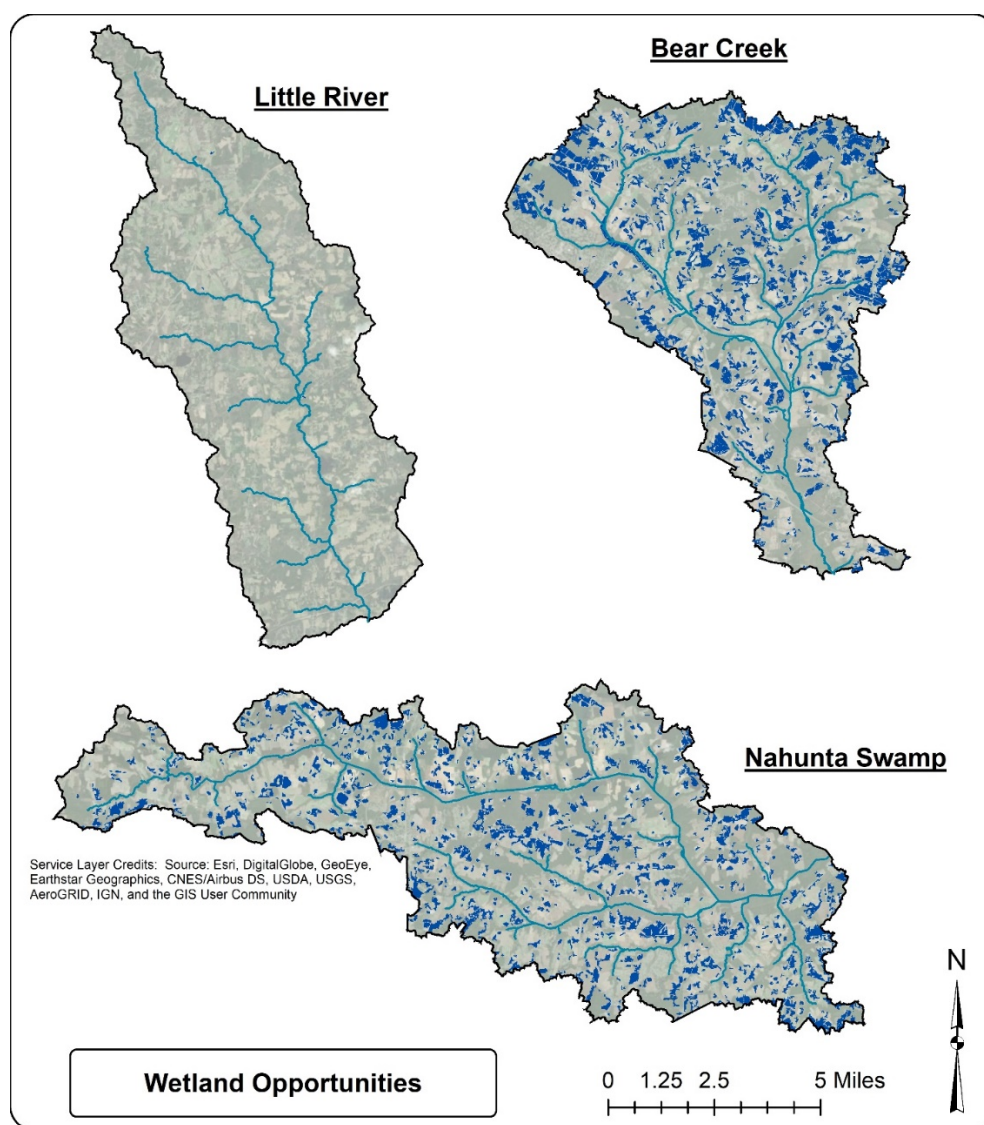 Little River
Bear Creek
Nahunta Swamp
Service Layer Credits: Source: Esri, DigitalGlobe, GeoEye,
Earthstar Geographics, CNES/Airbus DS, USDA, USGS,
AeroGRID, IGN, and the GIS User Community
N
Wetland Opportunities
0 1.25 2.5 5 Miles